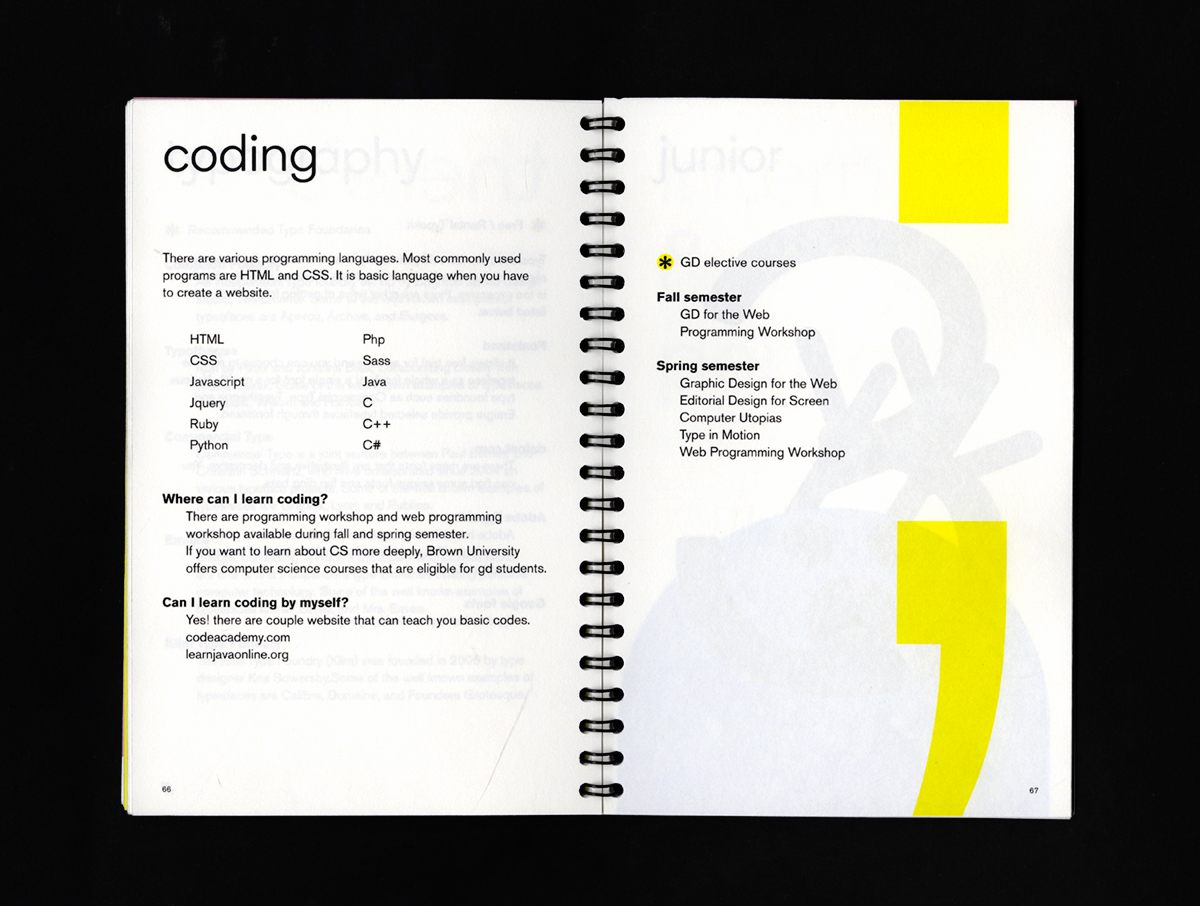 coding
There are various programming languages. Most commonly used
programs are HTML and CSS. It is basic language when you have
to create a website.
HTML
CSS
Javascript
Jquery
Ruby
Python
Php
Sass
Java
C
C++
C#
Where can I learn coding?
There are programming workshop and web programming
workshop available during fall and spring semester.
If you want to learn about CS more deeply, Brown University
offers computer science courses that are eligible for gd students.
Can I learn coding by myself?
Yes! there are couple website that can teach you basic codes.
codeacademy.com
learnjavaonline.org
66
junior
* GD elective courses
Fall semester
GD for the Web
Programming Workshop
Spring semester
Graphic Design for the Web
Editorial Design for Screen
Computer Utopias
Type in Motion
Web Programming Workshop
;
67